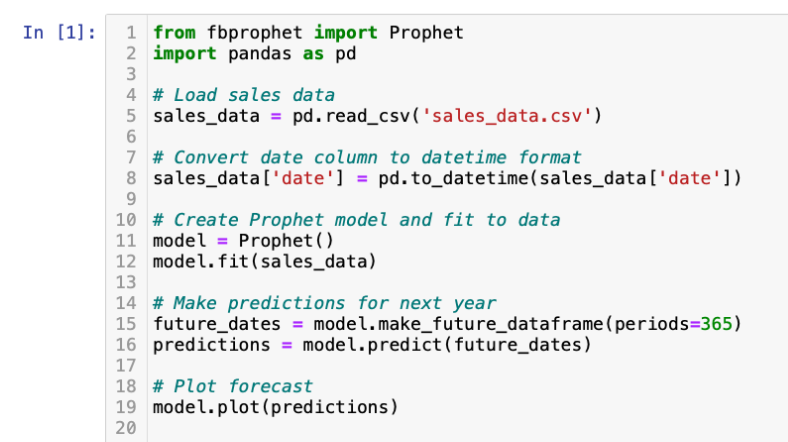 In [1]:
1 from fbprophet import Prophet
2 import pandas as pd
3
4 # Load sales data
5 sales_data = pd.read_csv('sales_data.csv')
6
7 # Convert date column to datetime format
8 sales_data['date'] = pd.to_datetime(sales_data['date'])
9
10 # Create Prophet model and fit to data
11 model = Prophet()
12 model.fit(sales_data)
13
14 # Make predictions for next year
15 future_dates = model.make_future_dataframe(periods=365)
16 predictions = model.predict(future_dates)
17
18 # Plot forecast
19 model.plot(predictions)
20